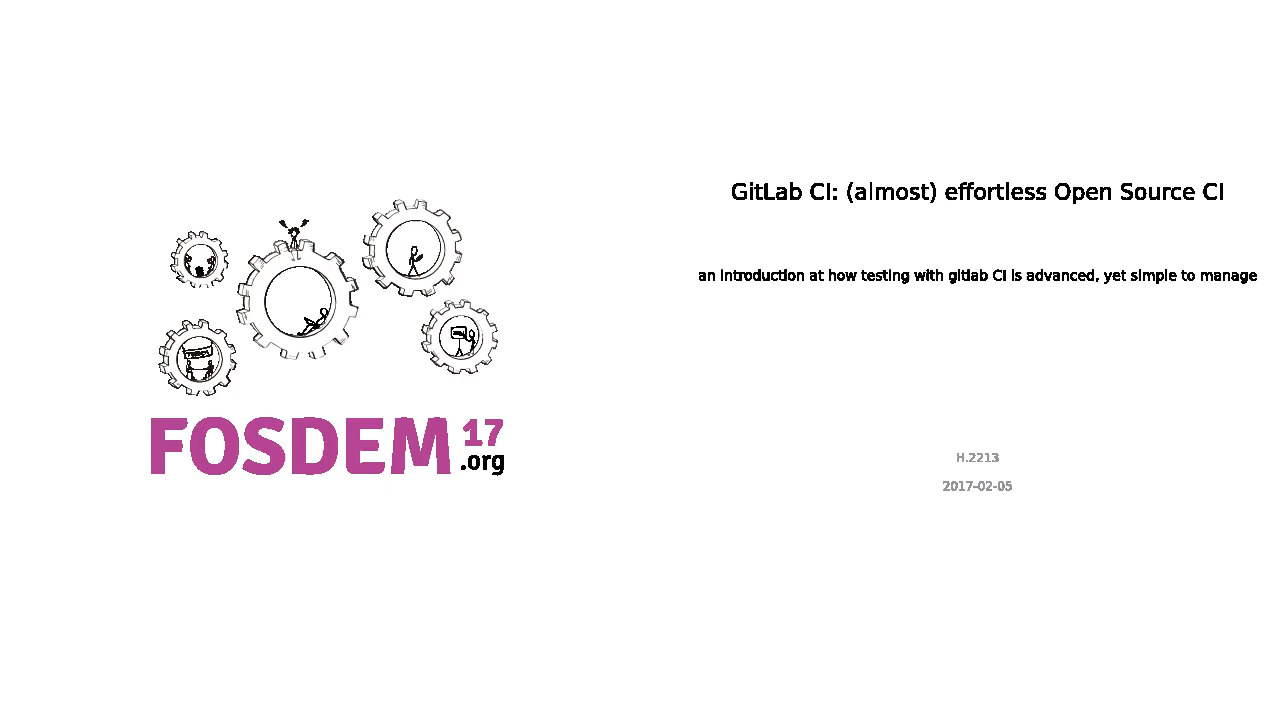 FOSDEM 17
.org
GitLab CI: (almost) effortless Open Source CI
an introduction at how testing with gitlab CI is advanced, yet simple to manage
H.2213
2017-02-05